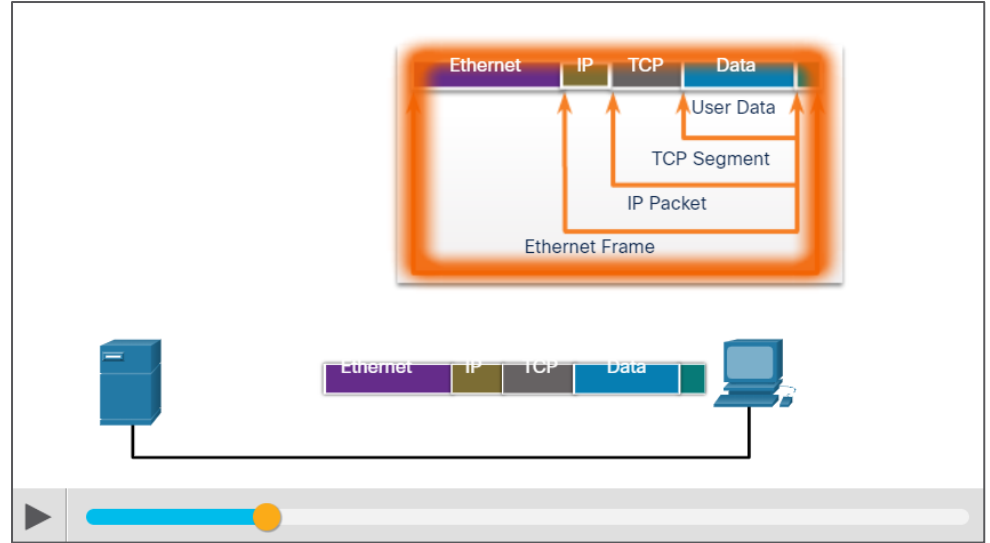 Ethernet IP TCP Data
User Data
TCP Segment
IP Packet
Ethernet Frame
Ethernet IP TCP Data